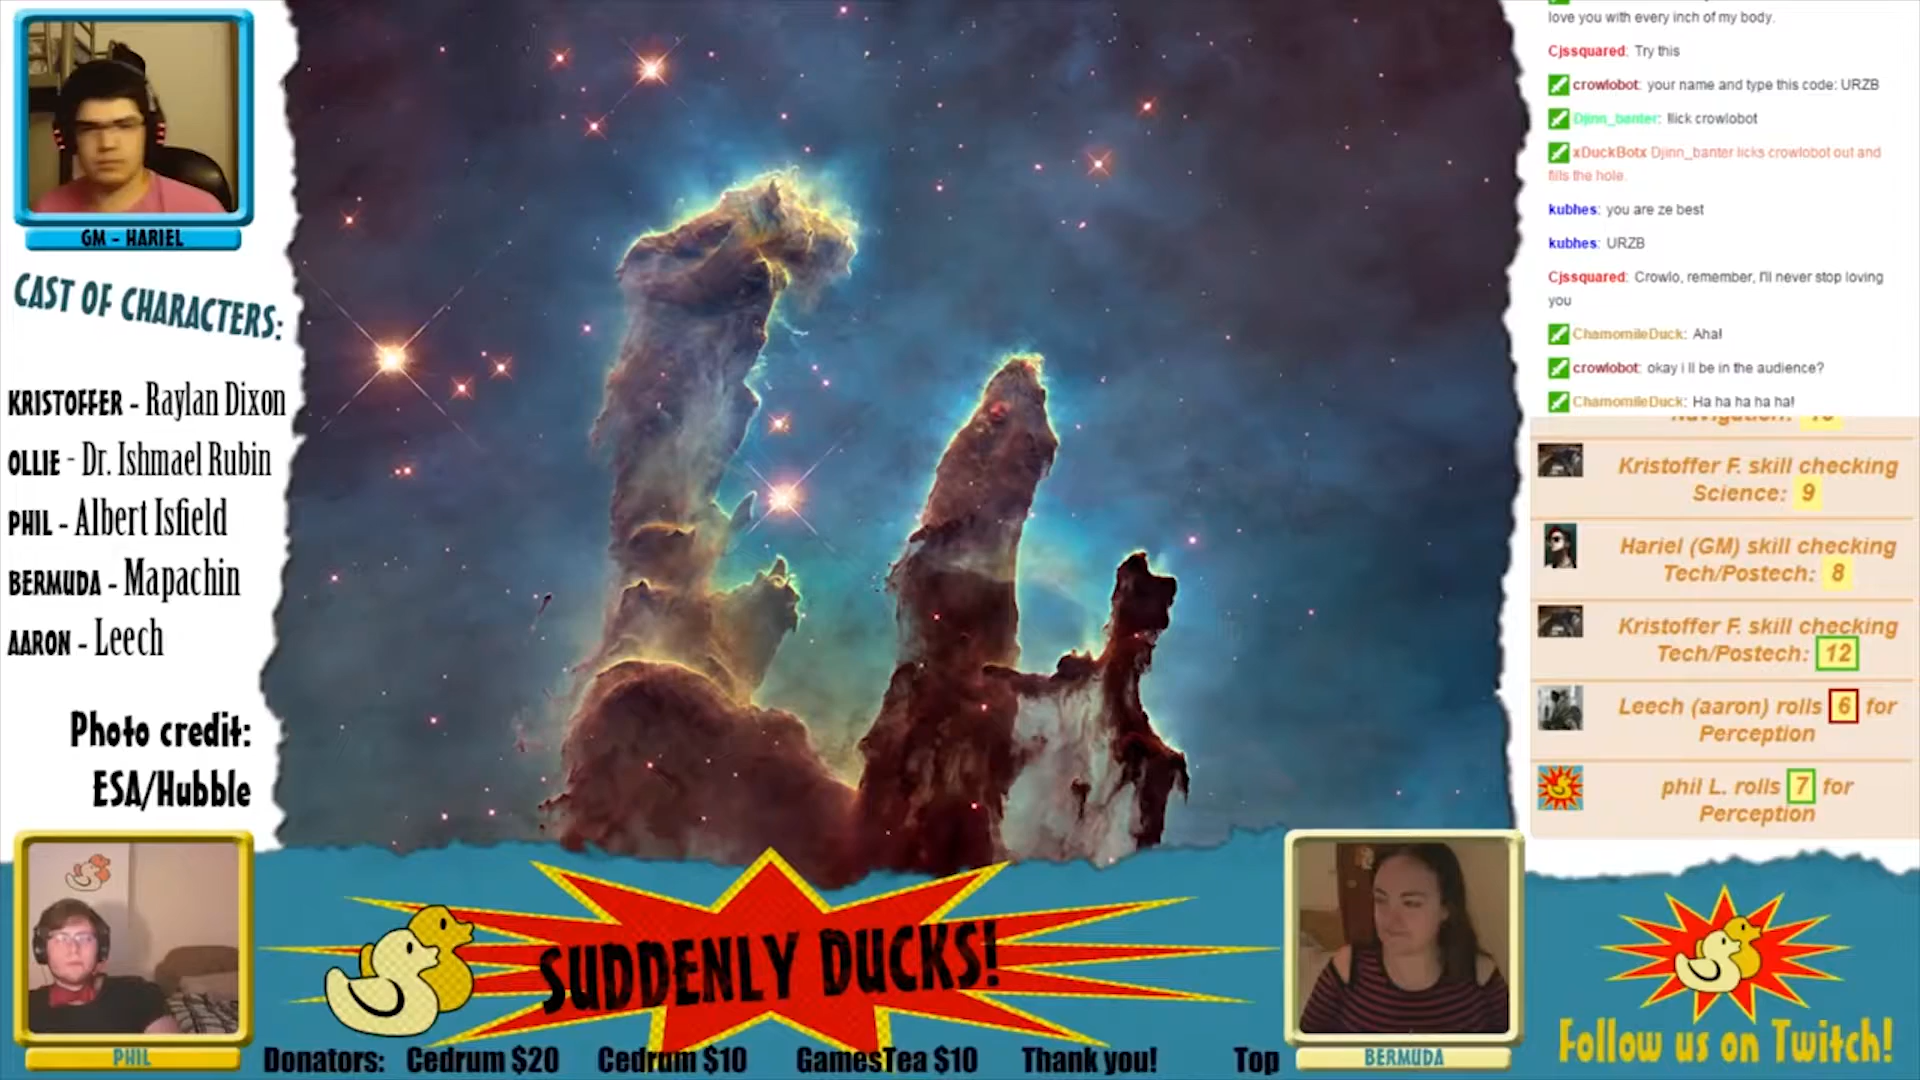 GM - HARIEL
CAST OF CHARACTERS:
KRISTOFFER - Raylan Dixon
OLLIE - Dr. Ishmael Rubin
PHIL - Albert Isfield
BERMUDA - Mapachin
AARON - Leech
Photo credit:
ESA/Hubble
PHIL
SUDDENLY DUCKS!
Donators: Cedrum $20 Cedrum $10 GamesTea $10 Thank you! Top
BERMUDA
love you with every inch of my body.
Cjssquared: Try this
crowlobot: your name and type this code: URZB
Djinn_banter: !lick crowlobot
xDuckBotx Djinn_banter licks crowlobot out and
fills the hole.
kubhes: you are ze best
kubhes: URZB
Cjssquared: Crowlo, remember, I'll never stop loving
you
ChamomileDuck: Aha!
crowlobot: okay i ll be in the audience?
ChamomileDuck: Ha ha ha ha ha!
Kristoffer F. skill checking
Science: 9
Hariel (GM) skill checking
Tech/Postech: 8
Kristoffer F. skill checking
Tech/Postech: 12
Leech (aaron) rolls 6 for
Perception
phil L. rolls 7 for
Perception
Follow us on Twitch!